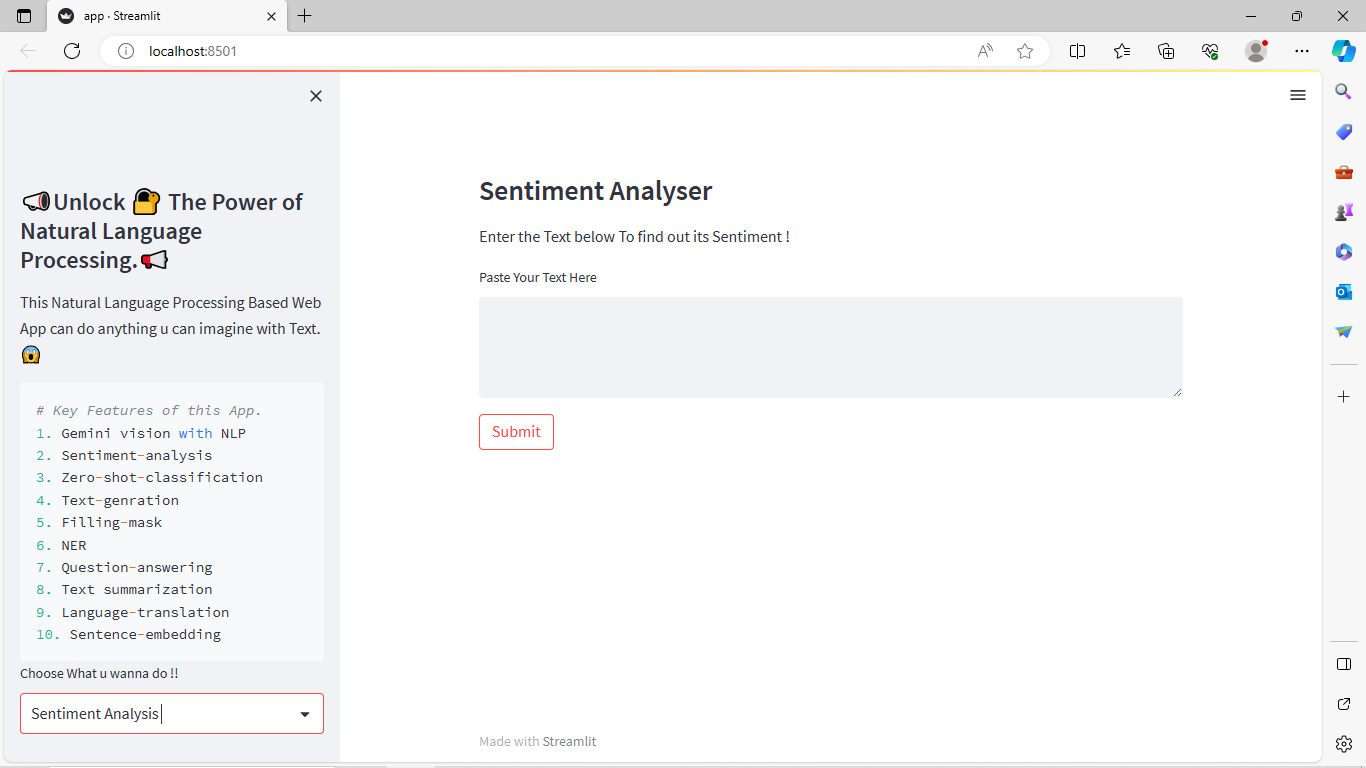 app · Streamlit
localhost:8501
Unlock The Power of
Natural Language
Processing.
This Natural Language Processing Based Web
App can do anything u can imagine with Text.
# Key Features of this App.
1. Gemini vision with NLP
2. Sentiment-analysis
3. Zero-shot-classification
4. Text-genration
5. Filling-mask
6. NER
7. Question-answering
8. Text summarization
9. Language-translation
10. Sentence-embedding
Choose What u wanna do !!
Sentiment Analysis
Sentiment Analyser
Enter the Text below To find out its Sentiment !
Paste Your Text Here
Submit
Made with Streamlit